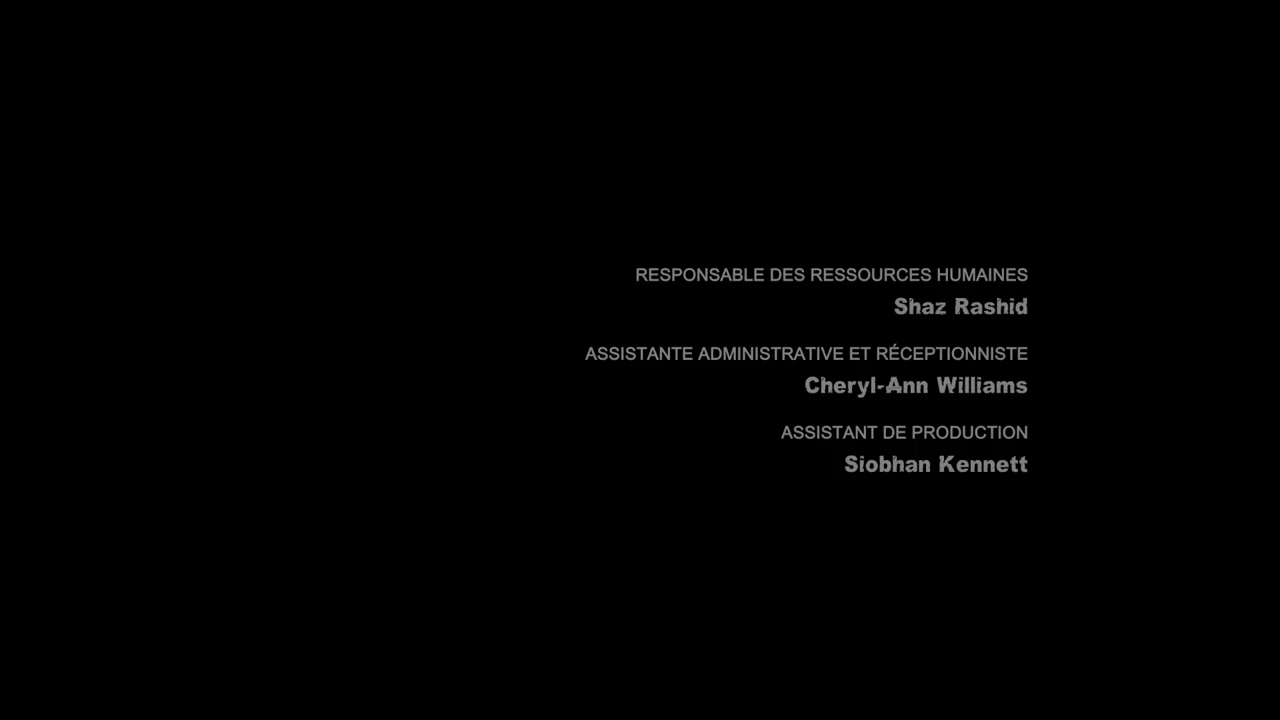 RESPONSABLE DES RESSOURCES HUMAINES
Shaz Rashid
ASSISTANTE ADMINISTRATIVE ET RÉCEPTIONNISTE
Cheryl-Ann Williams
ASSISTANT DE PRODUCTION
Siobhan Kennett